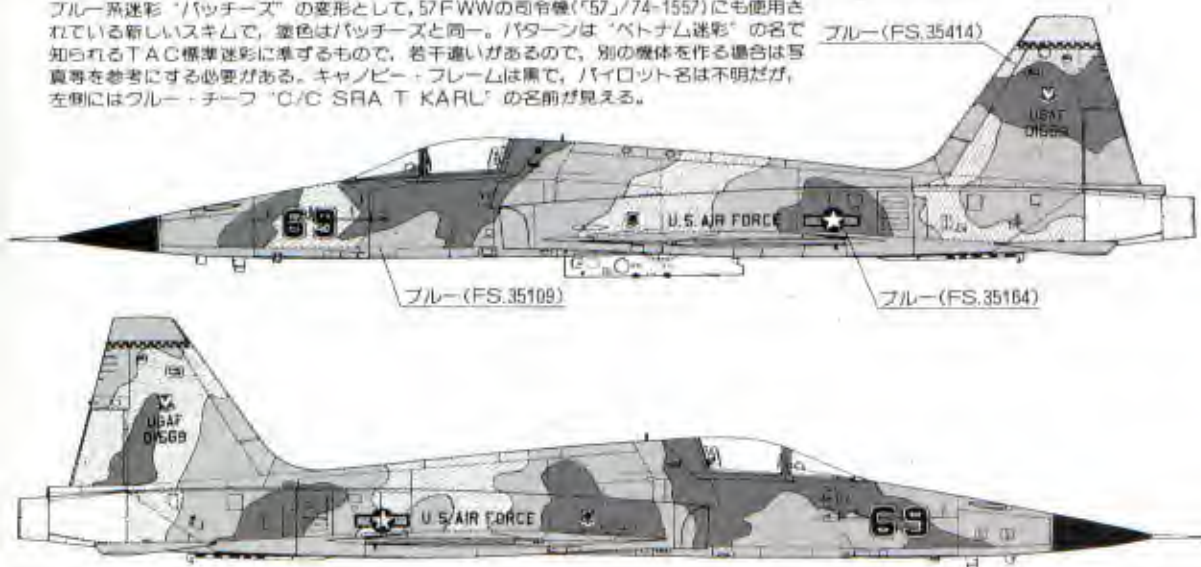 ブルー系迷彩“パッチーズ”の変形として，57FWWの司令機(「57」/74-1557)にも使用さ
れている新しいスキムで，塗色はパッチーズと同一。パターンは“ベトナム迷彩”の名で
知られるTAC標準迷彩に準ずるもので，若干違いがあるので，別の機体を作る場合は写
真等を参考にする必要がある。キャノピー・フレームは黒で，パイロット名は不明だが，
左側にはクルー・チーフ“C/C SRA T KARL”の名前が見える。
ブルー(FS.35414)
USAF
01569
69
U.S. AIR FORCE
ブルー(FS.35109)
ブルー(FS.35164)
USAF
01569
U.S. AIR FORCE
69